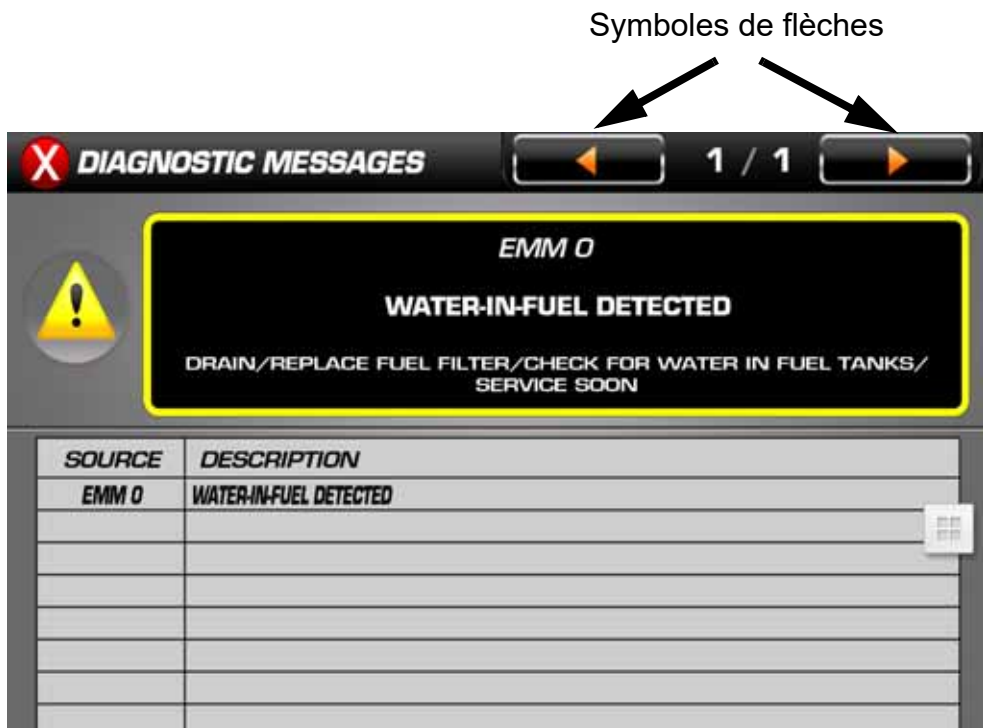 Symboles de flèches
X DIAGNOSTIC MESSAGES 1 / 1
EMM 0
WATER-IN-FUEL DETECTED
DRAIN/REPLACE FUEL FILTER/CHECK FOR WATER IN FUEL TANKS/
SERVICE SOON
SOURCE DESCRIPTION
EMM 0 WATER-IN-FUEL DETECTED